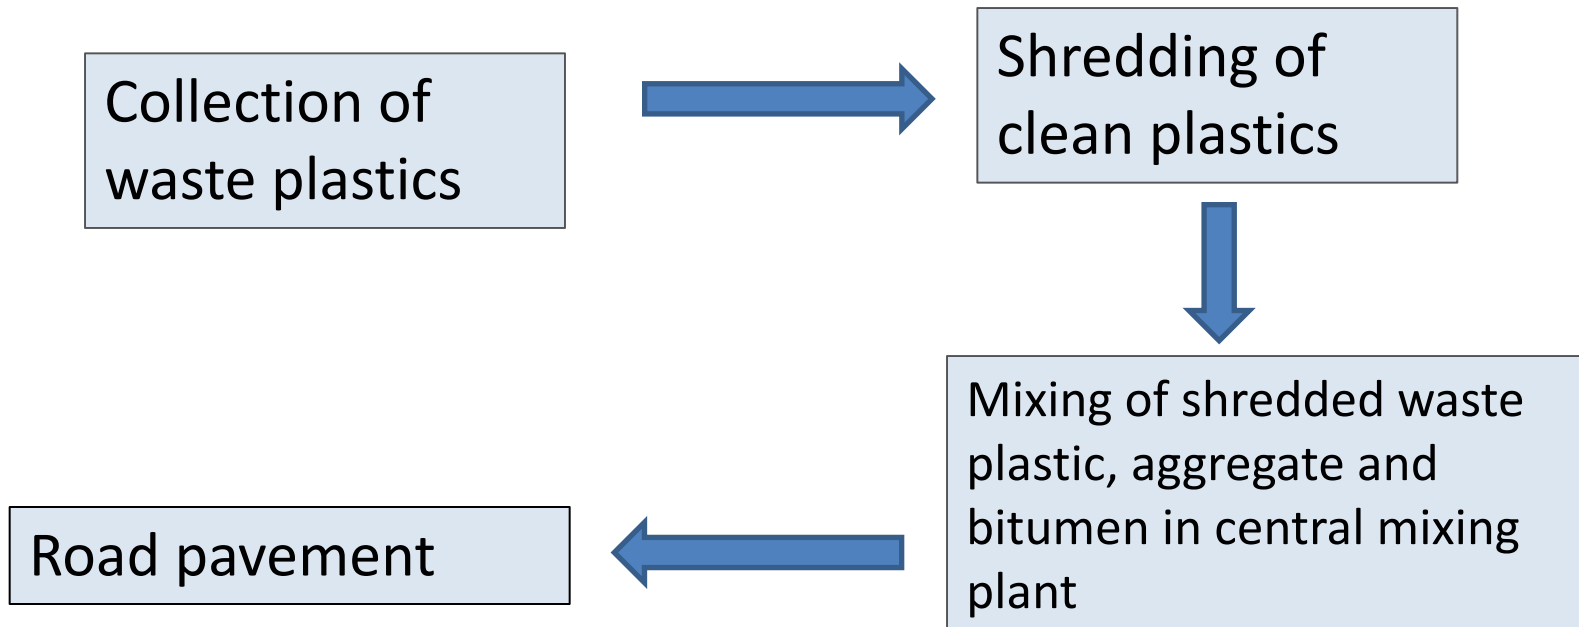 Collection of
waste plastics
Shredding of
clean plastics
Mixing of shredded waste
plastic, aggregate and
bitumen in central mixing
plant
Road pavement